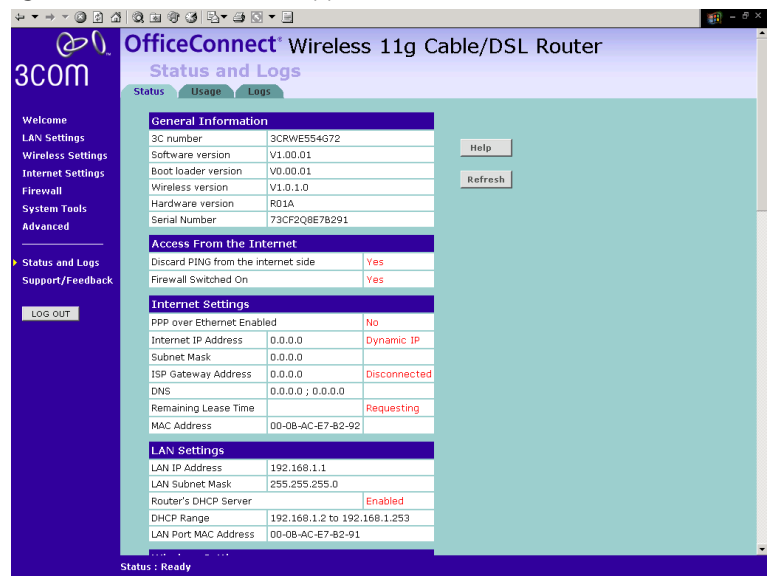 3COM
OfficeConnect® Wireless 11g Cable/DSL Router
Status and Logs
Status Usage Logs
Welcome
LAN Settings
Wireless Settings
Internet Settings
Firewall
System Tools
Advanced
Status and Logs
Support/Feedback
LOG OUT
General Information
3C number 3CRWE554G72
Software version V1.00.01
Boot loader version V0.00.01
Wireless version V1.0.1.0
Hardware version R01A
Serial Number 73CF2Q8E7B291
Help
Refresh
Access From the Internet
Discard PING from the internet side Yes
Firewall Switched On Yes
Internet Settings
PPP over Ethernet Enabled No
Internet IP Address 0.0.0.0 Dynamic IP
Subnet Mask 0.0.0.0
ISP Gateway Address 0.0.0.0 Disconnected
DNS 0.0.0.0 ; 0.0.0.0
Remaining Lease Time Requesting
MAC Address 00-0B-AC-E7-B2-92
LAN Settings
LAN IP Address 192.168.1.1
LAN Subnet Mask 255.255.255.0
Router's DHCP Server Enabled
DHCP Range 192.168.1.2 to 192.168.1.253
LAN Port MAC Address 00-0B-AC-E7-B2-91
Status : Ready